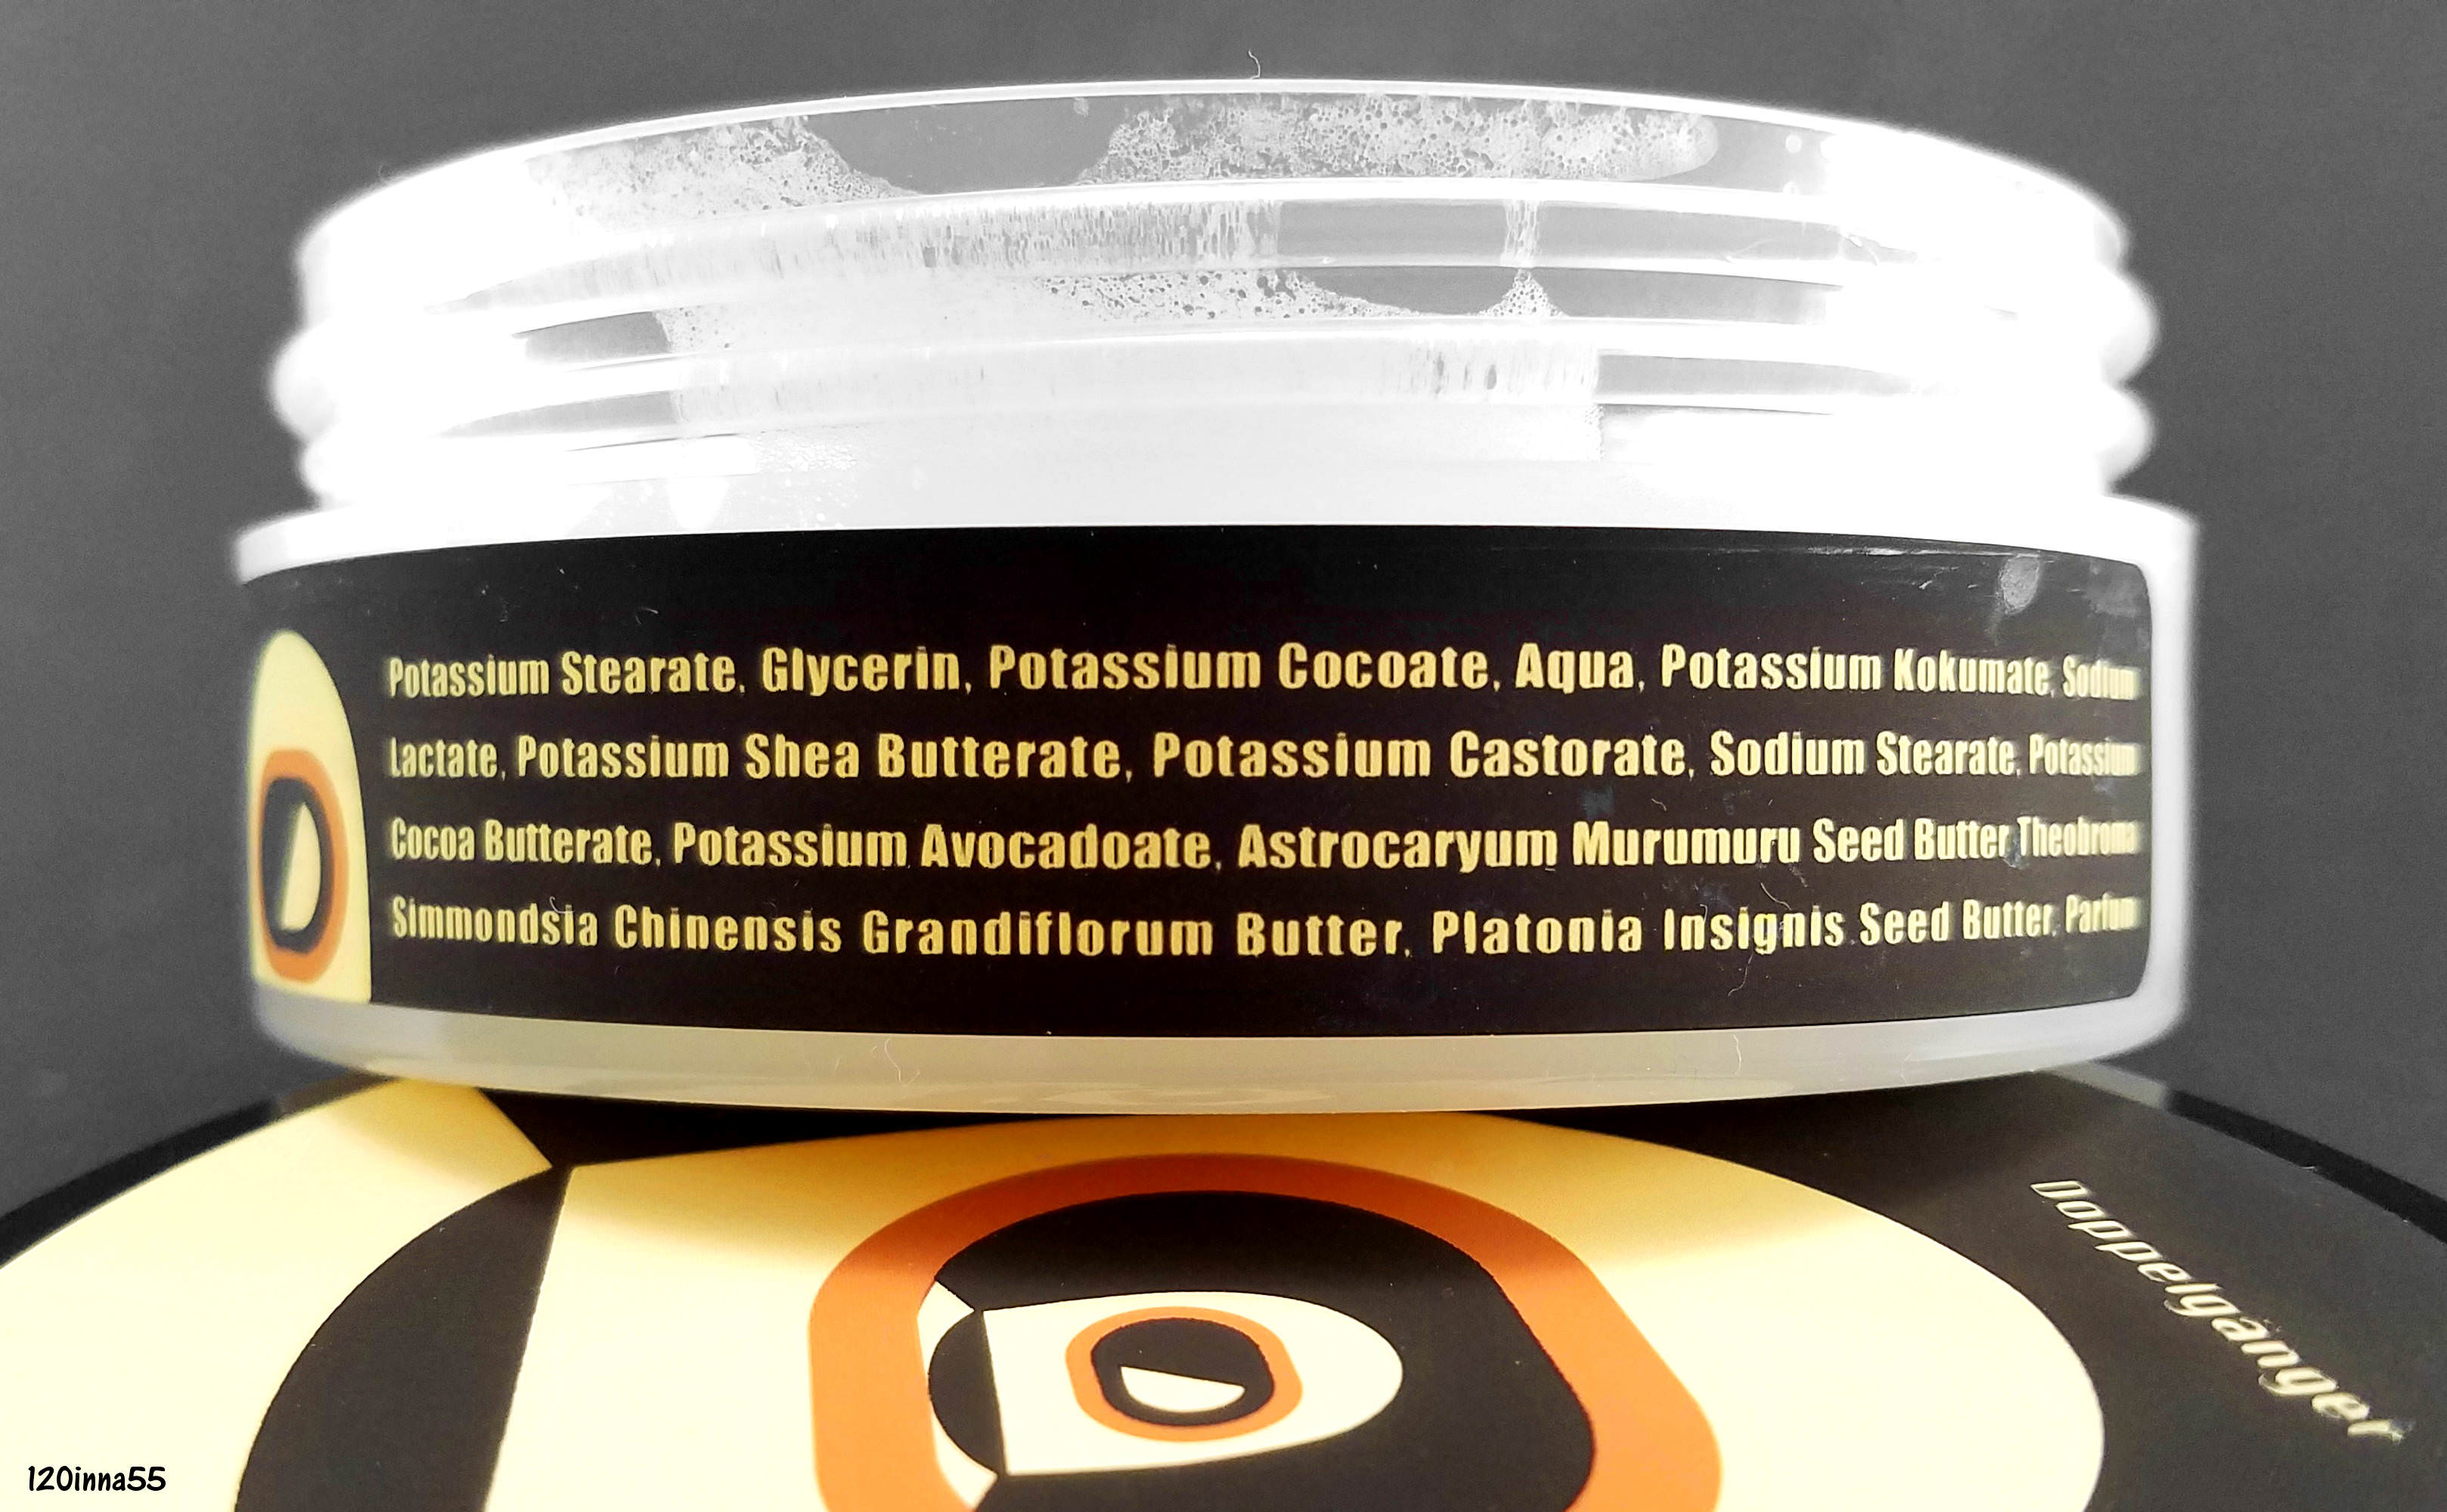 Potassium Stearate, Glycerin, Potassium Cocoate, Aqua, Potassium Kokumate, Sodium
Lactate, Potassium Shea Butterate, Potassium Castorate, Sodium Stearate, Potassium
Cocoa Butterate, Potassium Avocadoate, Astrocaryum Murumuru Seed Butter Theobroma
Simmondsia Chinensis Grandiflorum Butter, Platonia Insignis Seed Butter, Parfum
Doppelgänger
120inna55